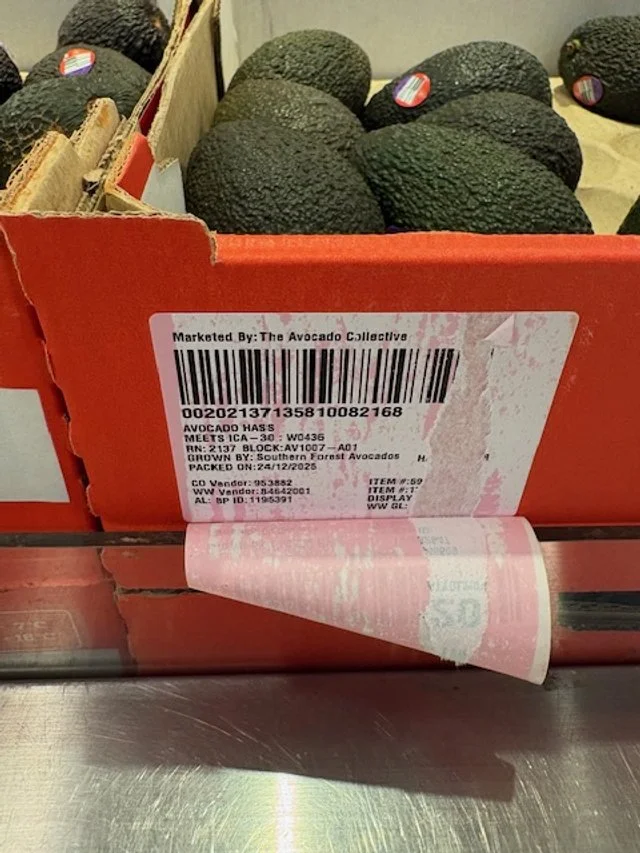 Marketed By: The Avocado Collective
00202137135810082168
AVOCADO HASS
MEETS ICA-30 : W0436
RN: 2137 BLOCK:AV1007-A01
GROWN BY: Southern Forest Avocados
PACKED ON:24/12/2025
CO Vendor: 953882
WW Vendor:84642001
AL: SP ID:1195391
ITEM #:59
ITEM #:1
DISPLAY
WW GL: